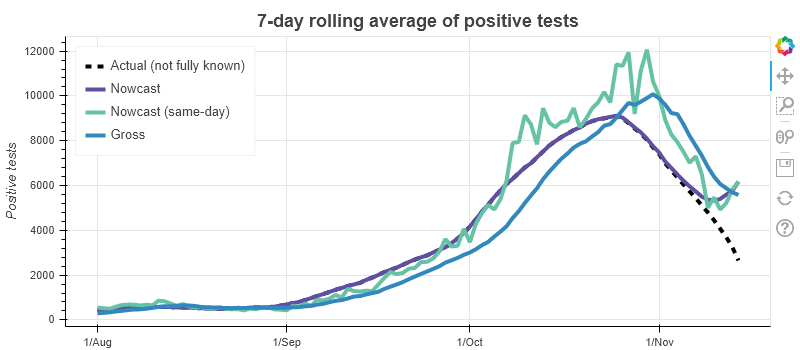 7-day rolling average of positive tests
Actual (not fully known)
Nowcast
Nowcast (same-day)
Gross
Positive tests
12000
10000
8000
6000
4000
2000
0
1/Aug
1/Sep
1/Oct
1/Nov